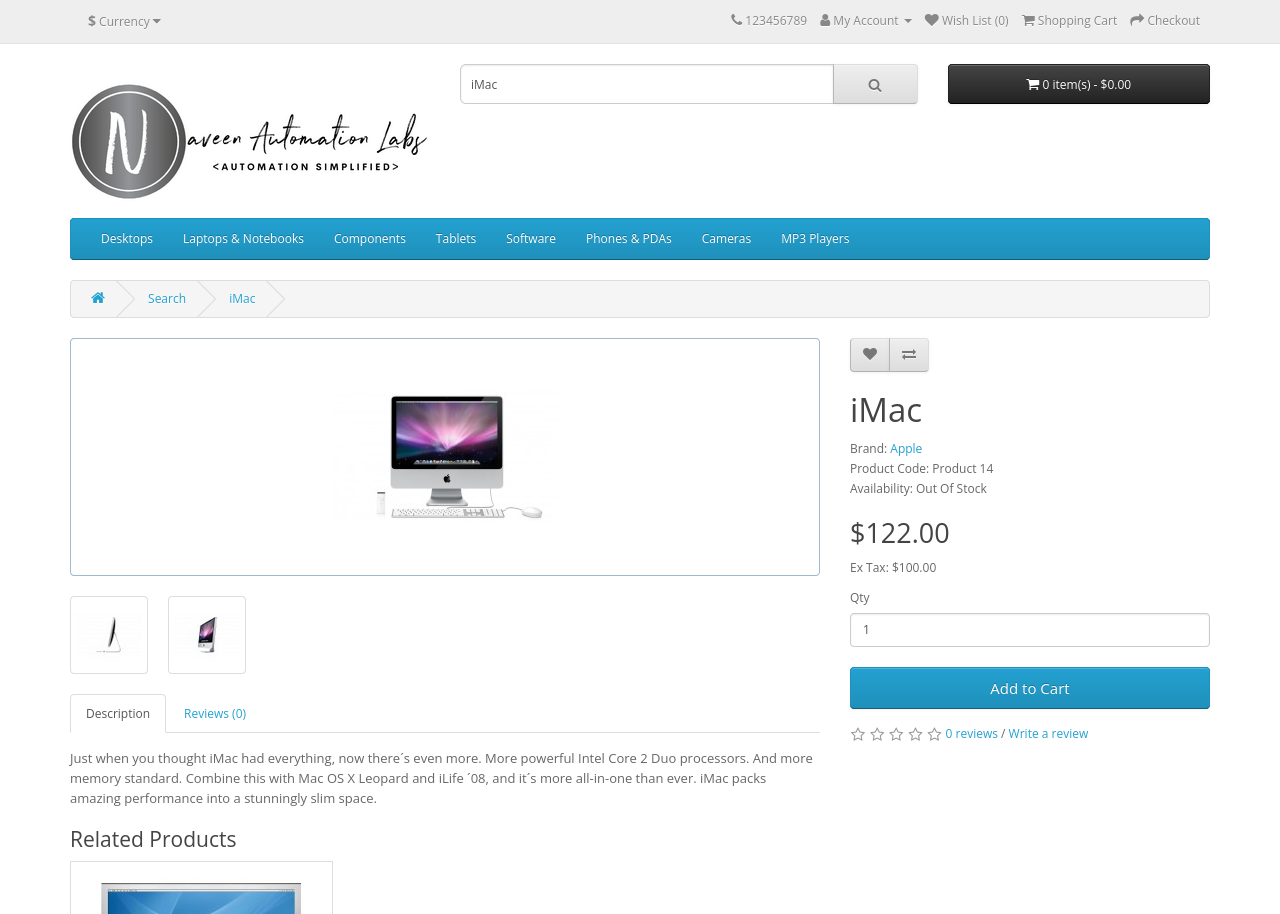 $ Currency
123456789 My Account Wish List (0) Shopping Cart Checkout
iMac
0 item(s) - $0.00
N aveen Automation Labs
<AUTOMATION SIMPLIFIED>
Desktops Laptops & Notebooks Components Tablets Software Phones & PDAs Cameras MP3 Players
Search iMac
iMac
Brand: Apple
Product Code: Product 14
Availability: Out Of Stock
$122.00
Ex Tax: $100.00
Qty
1
Add to Cart
0 reviews / Write a review
Description Reviews (0)
Just when you thought iMac had everything, now there´s even more. More powerful Intel Core 2 Duo processors. And more
memory standard. Combine this with Mac OS X Leopard and iLife ´08, and it´s more all-in-one than ever. iMac packs
amazing performance into a stunningly slim space.
Related Products